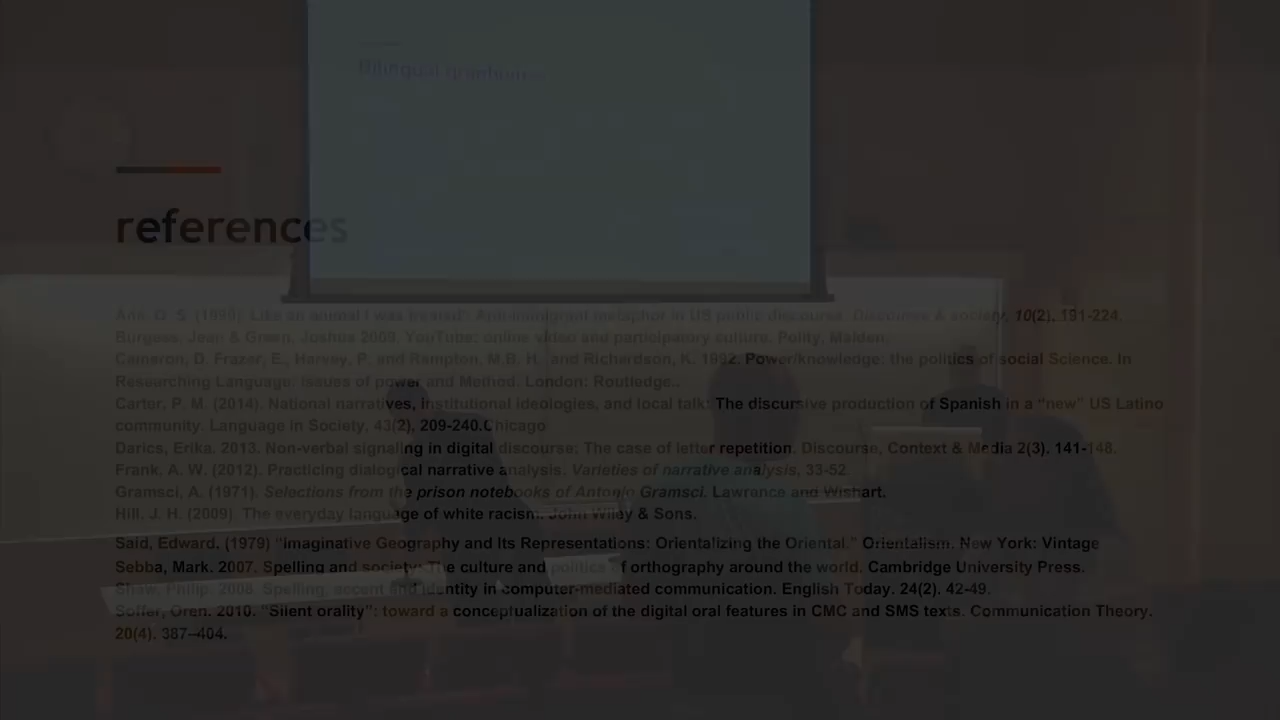 Bilingual
references
Ana, O. S. (1999). Like an animal I was treated”: Anti-immigrant metaphor in US public discourse. Discourse & society, 10(2), 191-224.
Burgess, Jean & Green, Joshua 2009. YouTube: online video and participatory culture. Polity, Malden.
Cameron, D. Frazer, E., Harvey, P. and Rampton, M.B. H., and Richardson, K. 1992. Power/knowledge: the politics of social Science. In
Researching Language: issuss of power and Method. London: Routledge..
Carter, P. M. (2014). National narratives, institutional ideologies, and local talk: The discursive production of Spanish in a “new” US Latino
community. Language in Society, 43(2), 209-240.Chicago
Darics, Erika. 2013. Non-verbal signaling in digital discourse: The case of letter repetition. Discourse, Context & Media 2(3). 141-148.
Frank, A. W. (2012). Practicing dialogical narrative analysis. Varieties of narrative analysis, 33-52.
Gramsci, A. (1971). Selections from the prison notebooks of Antonio Gramsci. Lawrance and Wishart.
Hill, J. H. (2009). The everyday language of white racism. John Wiley & Sons.
Said, Edward. (1979) “Imaginative Geography and Its Representations: Orientalizing the Oriental.” Orientalism. New York: Vintage
Sebba, Mark. 2007. Spelling and society: The culture and politics of orthography around the world. Cambridge University Press.
Shaw, Philip. 2008. Spelling, accent and identity in computer-mediated communication. English Today. 24(2). 42-49.
Soffer, Oren. 2010. “Silent orality”: toward a conceptualization of the digital oral features in CMC and SMS texts. Communication Theory.
20(4). 387–404.